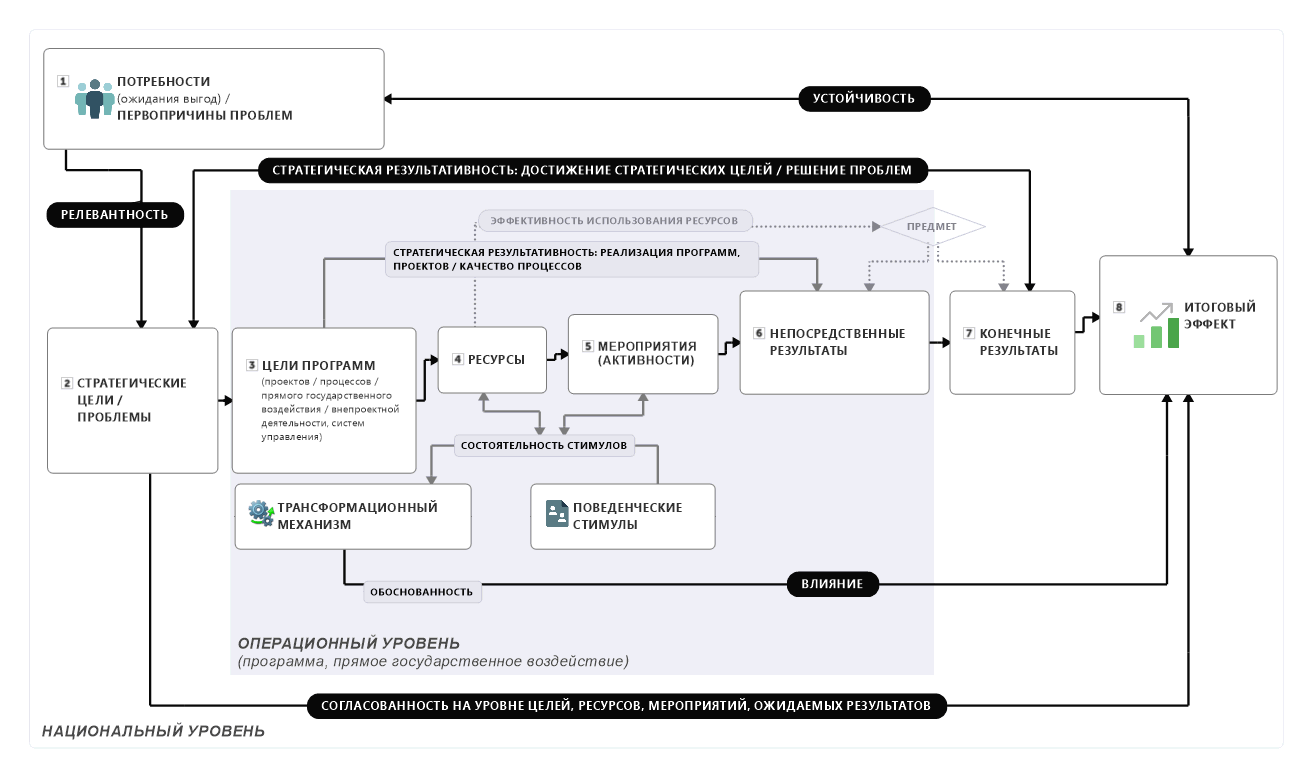 1 ПОТРЕБНОСТИ
(ожидания выгод) /
ПЕРВОПРИЧИНЫ ПРОБЛЕМ
УСТОЙЧИВОСТЬ
СТРАТЕГИЧЕСКАЯ РЕЗУЛЬТАТИВНОСТЬ: ДОСТИЖЕНИЕ СТРАТЕГИЧЕСКИХ ЦЕЛЕЙ / РЕШЕНИЕ ПРОБЛЕМ
РЕЛЕВАНТНОСТЬ
ЭФФЕКТИВНОСТЬ ИСПОЛЬЗОВАНИЯ РЕСУРСОВ
ПРЕДМЕТ
СТРАТЕГИЧЕСКАЯ РЕЗУЛЬТАТИВНОСТЬ: РЕАЛИЗАЦИЯ ПРОГРАММ,
ПРОЕКТОВ / КАЧЕСТВО ПРОЦЕССОВ
2 СТРАТЕГИЧЕСКИЕ
ЦЕЛИ /
ПРОБЛЕМЫ
3 ЦЕЛИ ПРОГРАММ
(проектов / процессов /
прямого государственного
воздействия / внепроектной
деятельности, систем
управления)
4 РЕСУРСЫ
5 МЕРОПРИЯТИЯ
(АКТИВНОСТИ)
6 НЕПОСРЕДСТВЕННЫЕ
РЕЗУЛЬТАТЫ
7 КОНЕЧНЫЕ
РЕЗУЛЬТАТЫ
8 ИТОГОВЫЙ
ЭФФЕКТ
СОСТОЯТЕЛЬНОСТЬ СТИМУЛОВ
ТРАНСФОРМАЦИОННЫЙ
МЕХАНИЗМ
ПОВЕДЕНЧЕСКИЕ
СТИМУЛЫ
ОБОСНОВАННОСТЬ
ВЛИЯНИЕ
ОПЕРАЦИОННЫЙ УРОВЕНЬ
(программа, прямое государственное воздействие)
СОГЛАСОВАННОСТЬ НА УРОВНЕ ЦЕЛЕЙ, РЕСУРСОВ, МЕРОПРИЯТИЙ, ОЖИДАЕМЫХ РЕЗУЛЬТАТОВ
НАЦИОНАЛЬНЫЙ УРОВЕНЬ